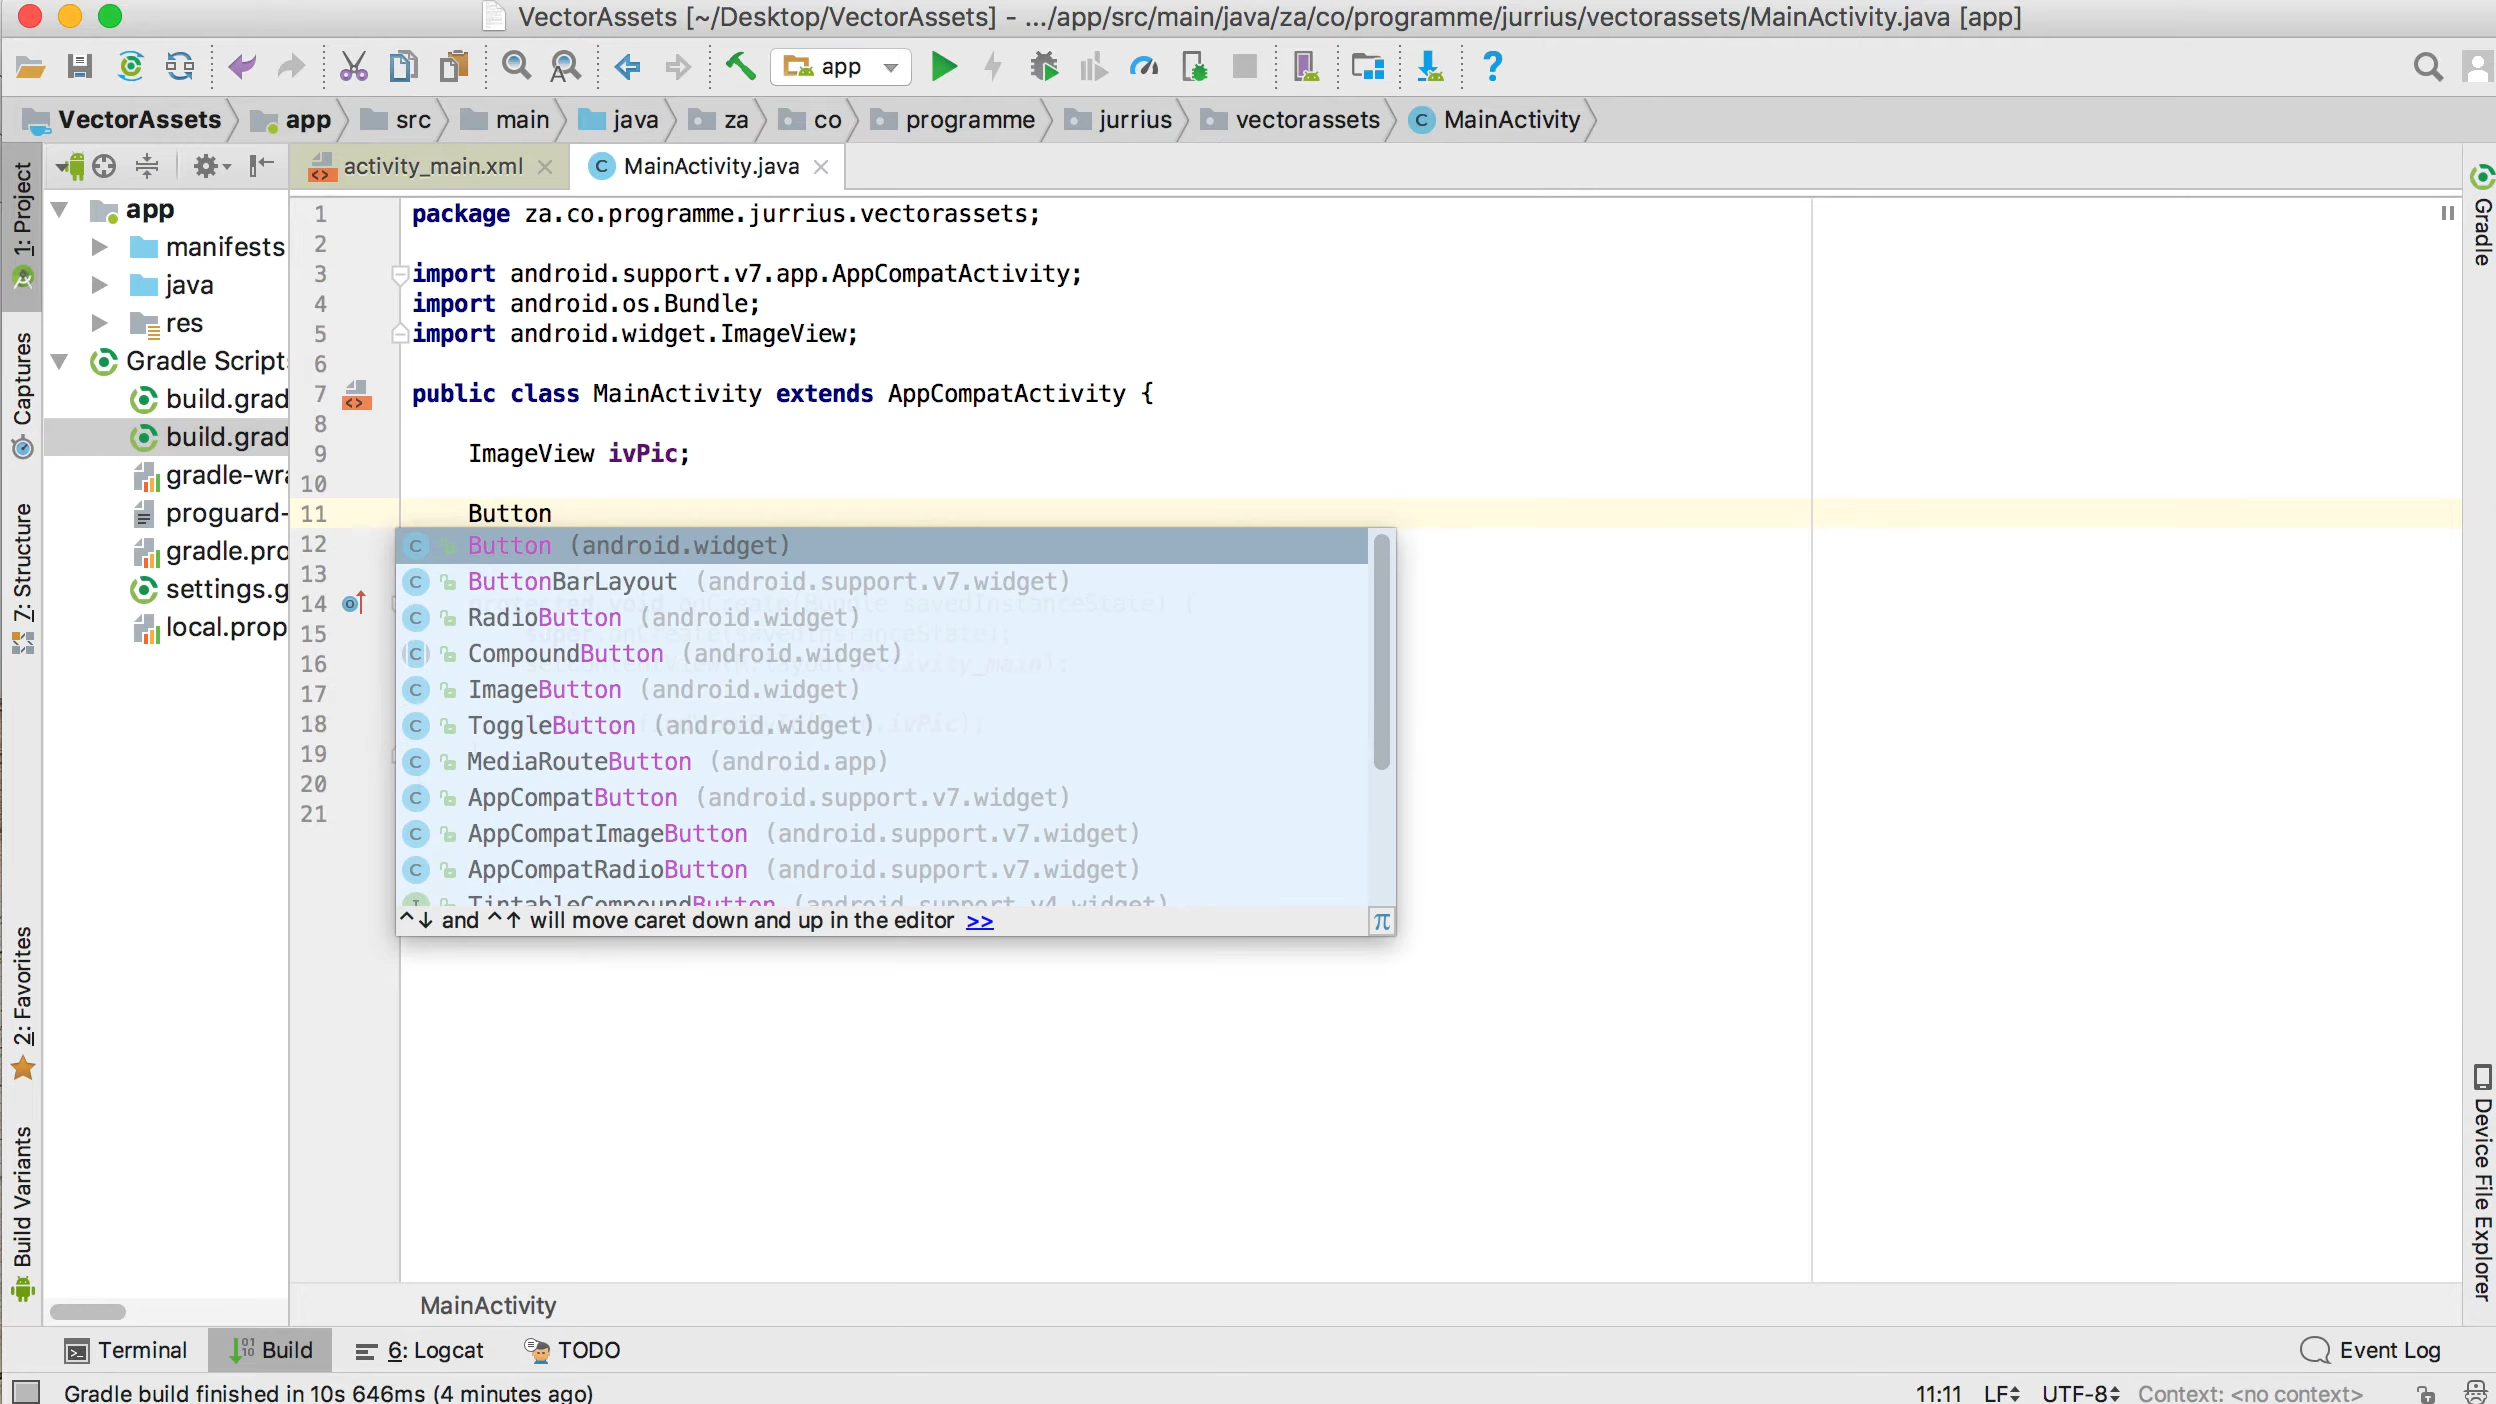 VectorAssets [~/Desktop/VectorAssets] - .../app/src/main/java/za/co/programme/jurrius/vectorassets/MainActivity.java [app]
app
VectorAssets app src main java za co programme jurrius vectorassets MainActivity
activity_main.xml MainActivity.java
1: Project
Captures
7: Structure
2: Favorites
Build Variants
app
manifests
java
res
Gradle Script
build.grad
build.grad
gradle-wra
proguard-
gradle.pro
settings.g
local.prop
1 package za.co.programme.jurrius.vectorassets;
2
3 import android.support.v7.app.AppCompatActivity;
4 import android.os.Bundle;
5 import android.widget.ImageView;
6
7 public class MainActivity extends AppCompatActivity {
8
9 ImageView ivPic;
10
11 Button
12
13
14
15
16
17
18
19
20
21
Button (android.widget)
ButtonBarLayout (android.support.v7.widget)
RadioButton (android.widget)
CompoundButton (android.widget)
ImageButton (android.widget)
ToggleButton (android.widget)
MediaRouteButton (android.app)
AppCompatButton (android.support.v7.widget)
AppCompatImageButton (android.support.v7.widget)
AppCompatRadioButton (android.support.v7.widget)
TintableCompoundButton (android.support.v4.widget)
^↓ and ^↑ will move caret down and up in the editor >>
π
Gradle
Device File Explorer
MainActivity
Terminal Build 6: Logcat TODO Event Log
Gradle build finished in 10s 646ms (4 minutes ago) 11:11 LF UTF-8 Context: <no context>